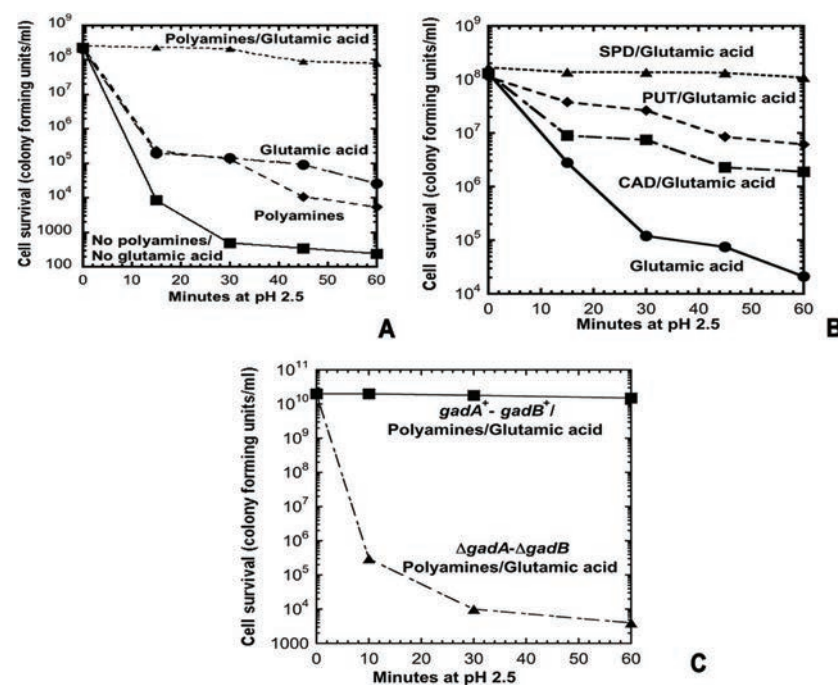 10⁹
10⁸
10⁷
10⁶
10⁵
10⁴
1000
100
Cell survival (colony forming units/ml)
Polyamines/Glutamic acid
Glutamic acid
Polyamines
No polyamines/
No glutamic acid
0 10 20 30 40 50 60
Minutes at pH 2.5
A
10⁹
10⁸
10⁷
10⁶
10⁵
10⁴
Cell survival (colony forming units/ml)
SPD/Glutamic acid
PUT/Glutamic acid
CAD/Glutamic acid
Glutamic acid
0 10 20 30 40 50 60
Minutes at pH 2.5
B
10¹¹
10¹⁰
10⁹
10⁸
10⁷
10⁶
10⁵
10⁴
1000
Cell survival (colony forming units/ml)
gadA⁺- gadB⁺/
Polyamines/Glutamic acid
ΔgadA-ΔgadB
Polyamines/Glutamic acid
0 10 20 30 40 50 60
Minutes at pH 2.5
C